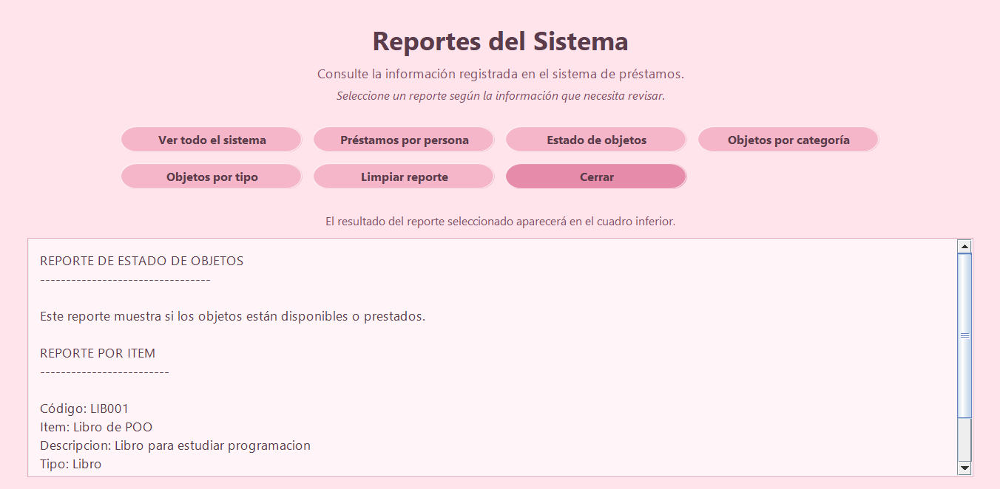 Reportes del Sistema
Consulte la información registrada en el sistema de préstamos.
Seleccione un reporte según la información que necesita revisar.
Ver todo el sistema
Préstamos por persona
Estado de objetos
Objetos por categoría
Objetos por tipo
Limpiar reporte
Cerrar
El resultado del reporte seleccionado aparecerá en el cuadro inferior.
REPORTE DE ESTADO DE OBJETOS
---------------------------------
Este reporte muestra si los objetos están disponibles o prestados.
REPORTE POR ITEM
-------------------------
Código: LIB001
Item: Libro de POO
Descripcion: Libro para estudiar programacion
Tipo: Libro